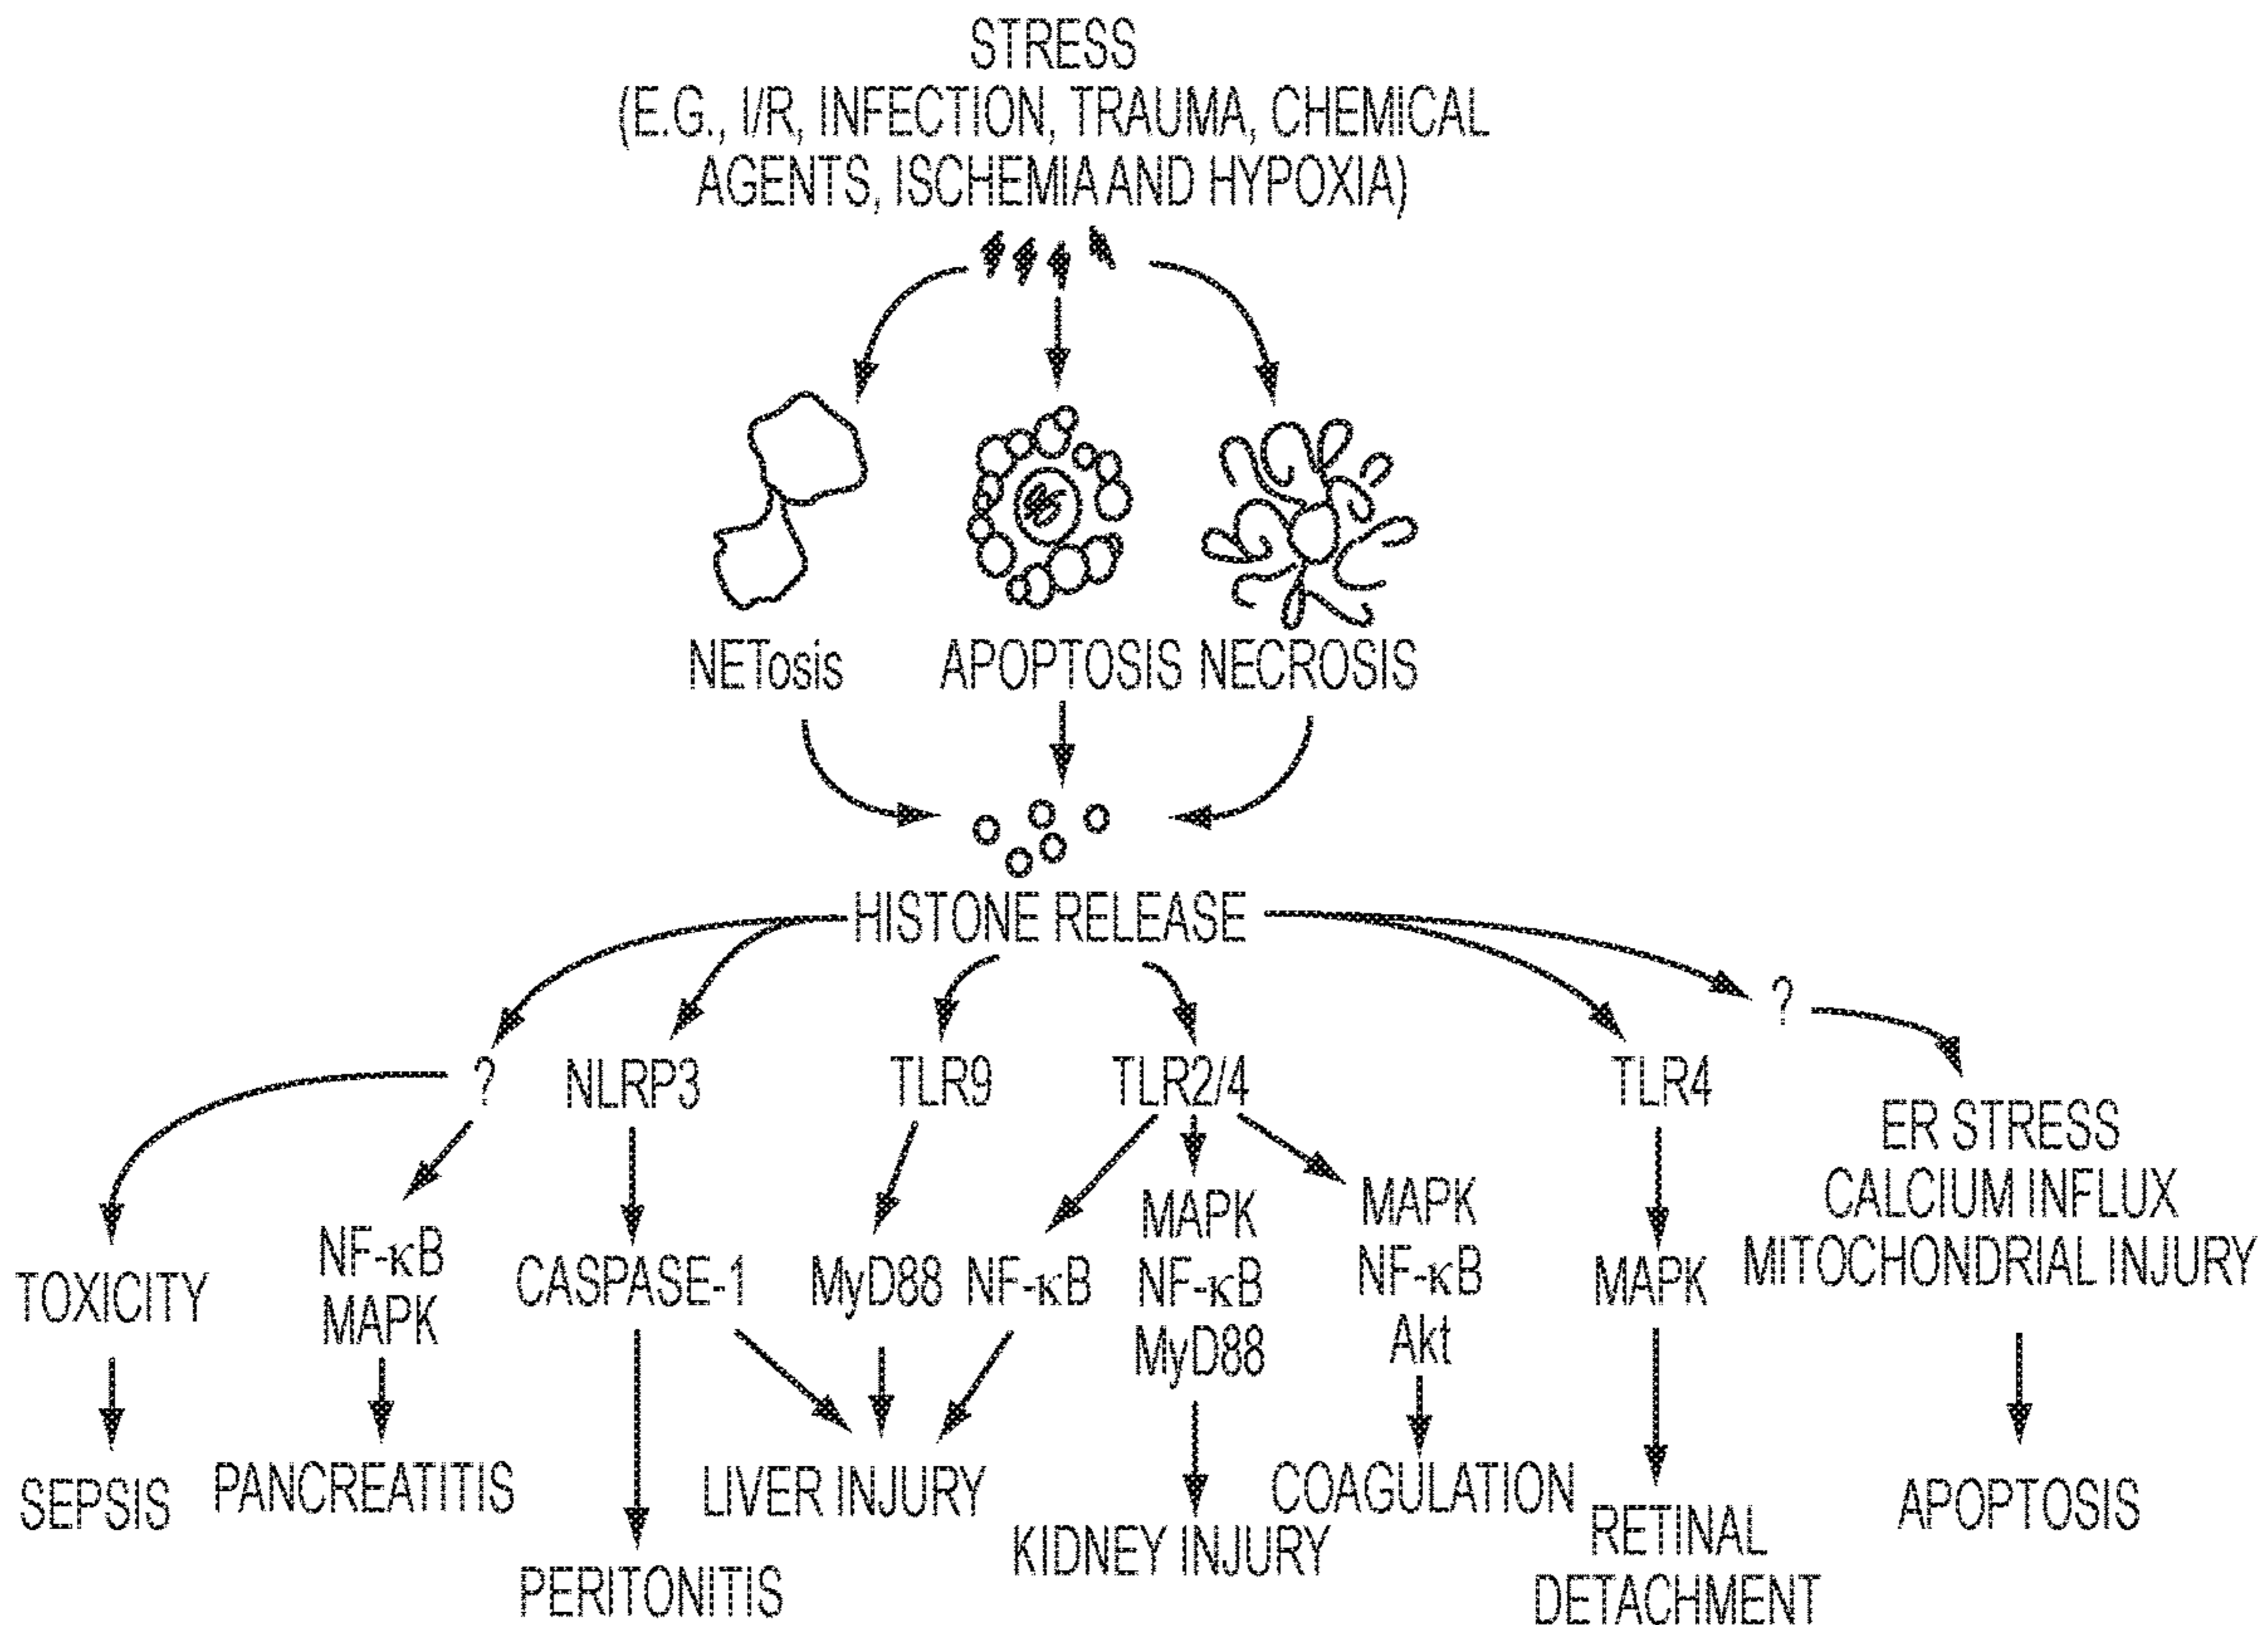 STRESS
(E.G., I/R, INFECTION, TRAUMA, CHEMICAL
AGENTS, ISCHEMIA AND HYPOXIA)
NETosis
APOPTOSIS
NECROSIS
HISTONE RELEASE
?
?
NLRP3
TLR9
TLR2/4
TLR4
ER STRESS
CALCIUM INFLUX
MITOCHONDRIAL INJURY
TOXICITY
NF-κB
MAPK
CASPASE-1
MyD88
NF-κB
MAPK
NF-κB
MyD88
MAPK
NF-κB
Akt
MAPK
SEPSIS
PANCREATITIS
PERITONITIS
LIVER INJURY
KIDNEY INJURY
COAGULATION
RETINAL
DETACHMENT
APOPTOSIS